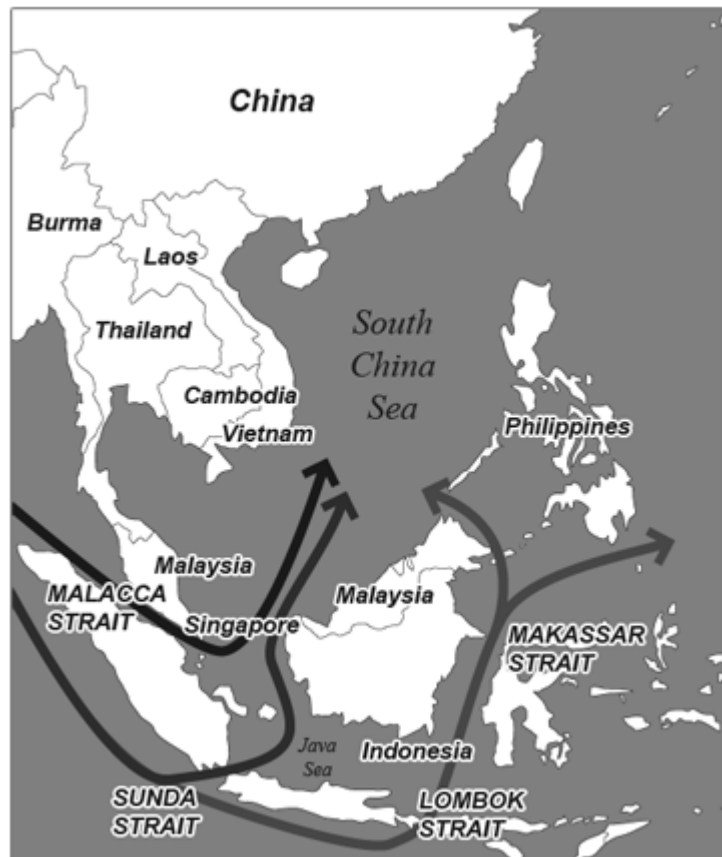 China
Burma
Laos
Thailand
South
China
Sea
Cambodia
Vietnam
Philippines
Malaysia
MALACCA
STRAIT
Singapore
Malaysia
MAKASSAR
STRAIT
Java
Sea
Indonesia
SUNDA
STRAIT
LOMBOK
STRAIT